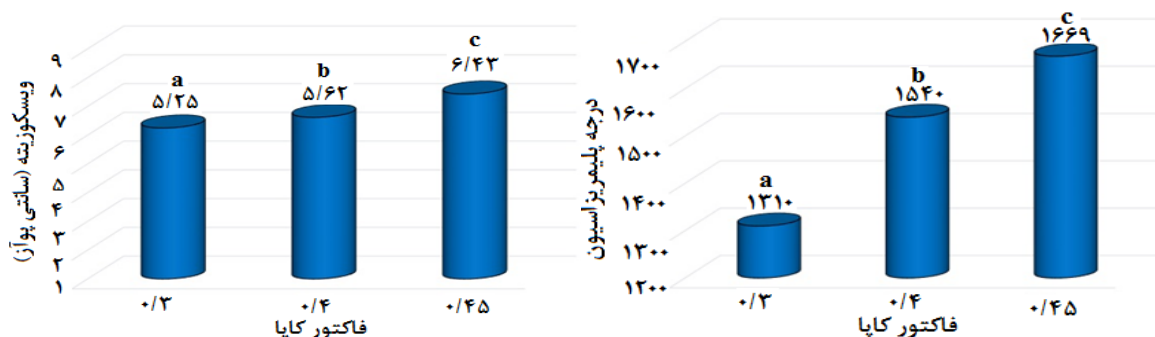 ویسکوزیته (سانتی پوآز)
۹
۸
۷
۶
۵
۴
۳
۲
۱
a
۵/۲۵
b
۵/۶۲
c
۶/۴۳
۰/۳
۰/۴
۰/۴۵
فاکتور کاپا
درجه پلیمریزاسیون
۱۷۰۰
۱۶۰۰
۱۵۰۰
۱۴۰۰
۱۳۰۰
۱۲۰۰
a
۱۳۱۰
b
۱۵۴۰
c
۱۶۶۹
۰/۳
۰/۴
۰/۴۵
فاکتور کاپا